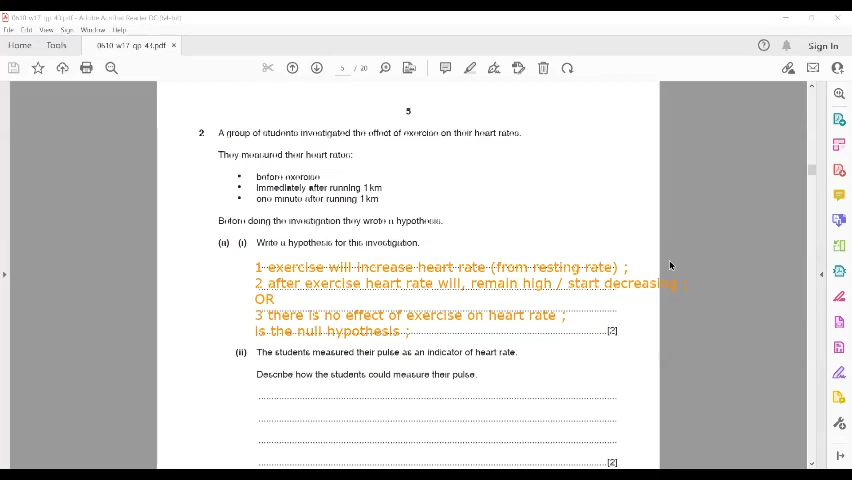 0610-w17-qp-43.pdf - Adobe Acrobat Reader DC (64-bit)
File Edit View Sign Window Help
Home Tools 0610-w17-qp-43.pdf × Sign In
5 / 20
5
2 A group of students investigated the effect of exercise on their heart rates.
They measured their heart rates:
• before exercise
• immediately after running 1 km
• one minute after running 1 km
Before doing the investigation they wrote a hypothesis.
(a) (i) Write a hypothesis for this investigation.
1 exercise will increase heart rate (from resting rate) ;
2 after exercise heart rate will, remain high / start decreasing ;
OR
3 there is no effect of exercise on heart rate ;
is the null hypothesis ;
[2]
(ii) The students measured their pulse as an indicator of heart rate.
Describe how the students could measure their pulse.
[2]